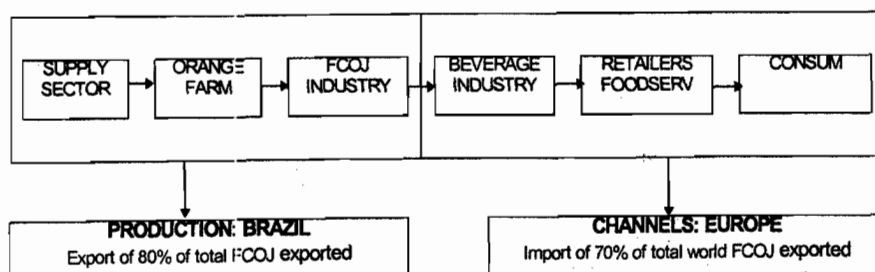 SUPPLY
SECTOR
ORANGE
FARM
FCOJ
INDUSTRY
BEVERAGE
INDUSTRY
RETAILERS
FOODSERV
CONSUM
PRODUCTION: BRAZIL
Export of 80% of total FCOJ exported
CHANNELS: EUROPE
Import of 70% of total world FCOJ exported